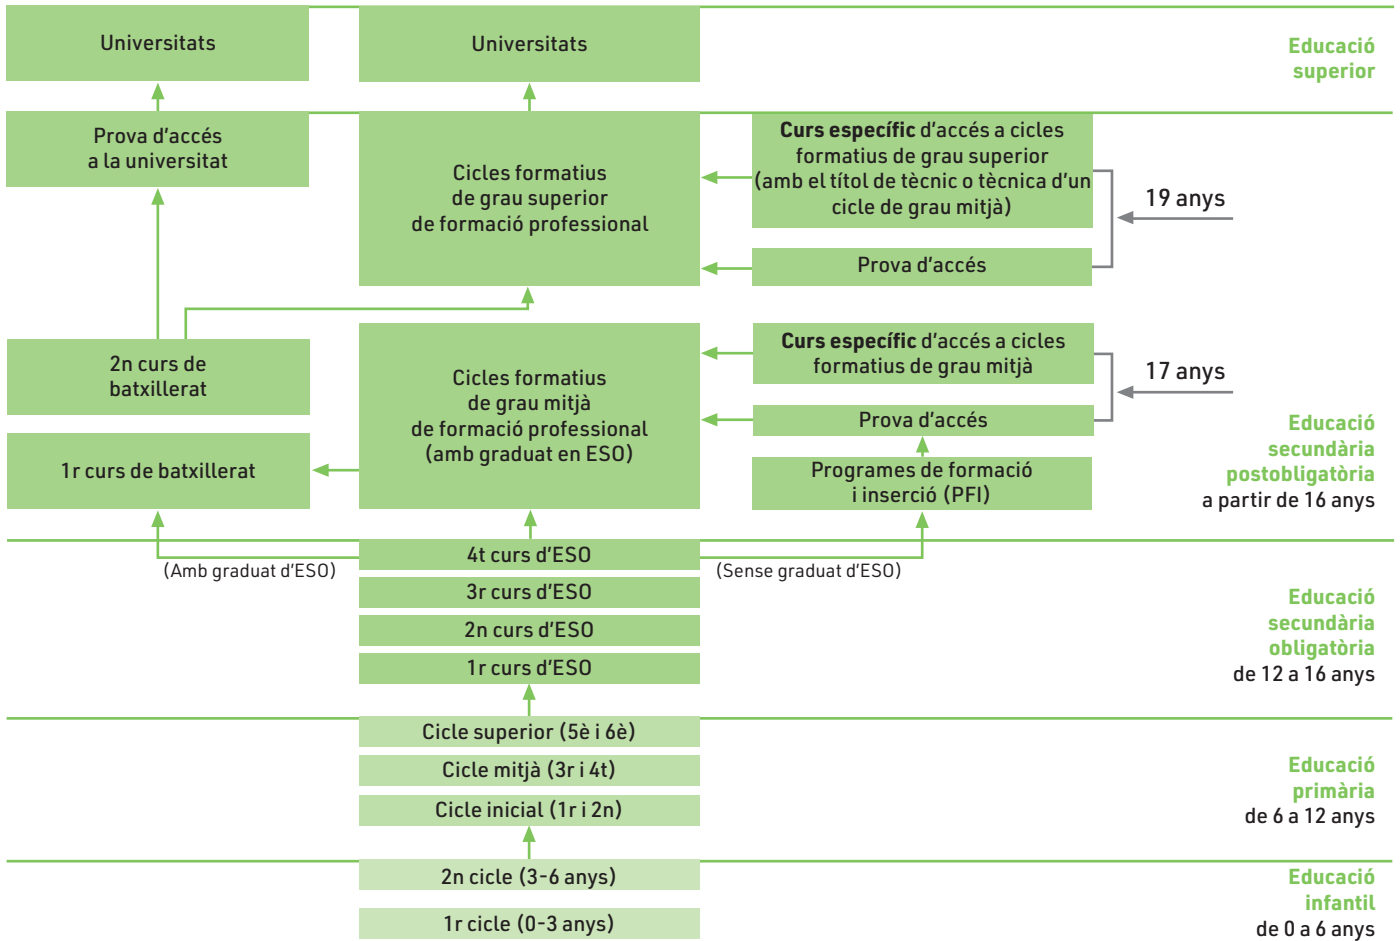 Universitats
Universitats
Educació
superior
Prova d'accés
a la universitat
Cicles formatius
de grau superior
de formació professional
Curs específic d'accés a cicles
formatius de grau superior
(amb el títol de tècnic o tècnica d'un
cicle de grau mitjà)
19 anys
Prova d'accés
2n curs de
batxillerat
Cicles formatius
de grau mitjà
de formació professional
(amb graduat en ESO)
Curs específic d'accés a cicles
formatius de grau mitjà
17 anys
Prova d'accés
1r curs de batxillerat
Programes de formació
i inserció (PFI)
Educació
secundària
postobligatòria
a partir de 16 anys
(Amb graduat d'ESO)
4t curs d'ESO
(Sense graduat d'ESO)
3r curs d'ESO
2n curs d'ESO
1r curs d'ESO
Educació
secundària
obligatòria
de 12 a 16 anys
Cicle superior (5è i 6è)
Cicle mitjà (3r i 4t)
Cicle inicial (1r i 2n)
Educació
primària
de 6 a 12 anys
2n cicle (3-6 anys)
1r cicle (0-3 anys)
Educació
infantil
de 0 a 6 anys